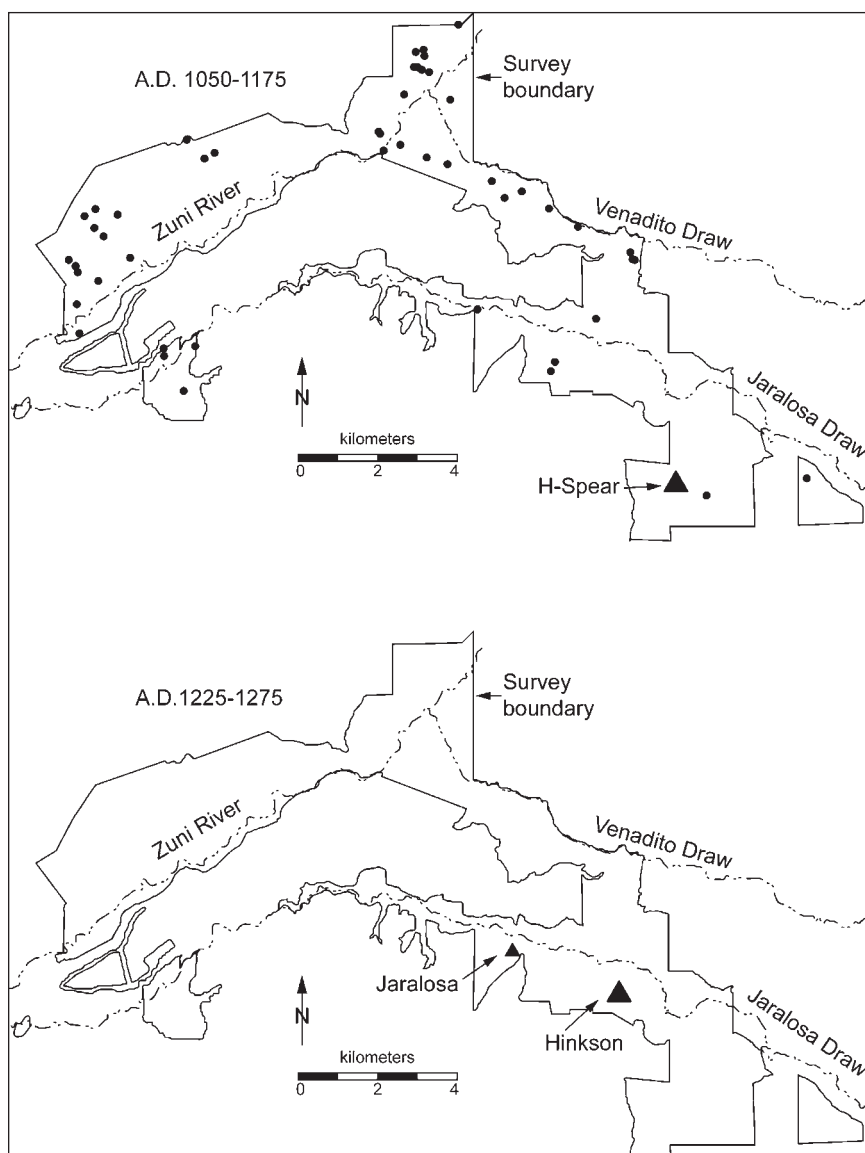 A.D. 1050-1175
Survey
boundary
Zuni River
Venadito Draw
Jaralosa Draw
N
kilometers
0 2 4
H-Spear
A.D.1225-1275
Survey
boundary
Zuni River
Venadito Draw
Jaralosa
Hinkson
Jaralosa Draw
N
kilometers
0 2 4